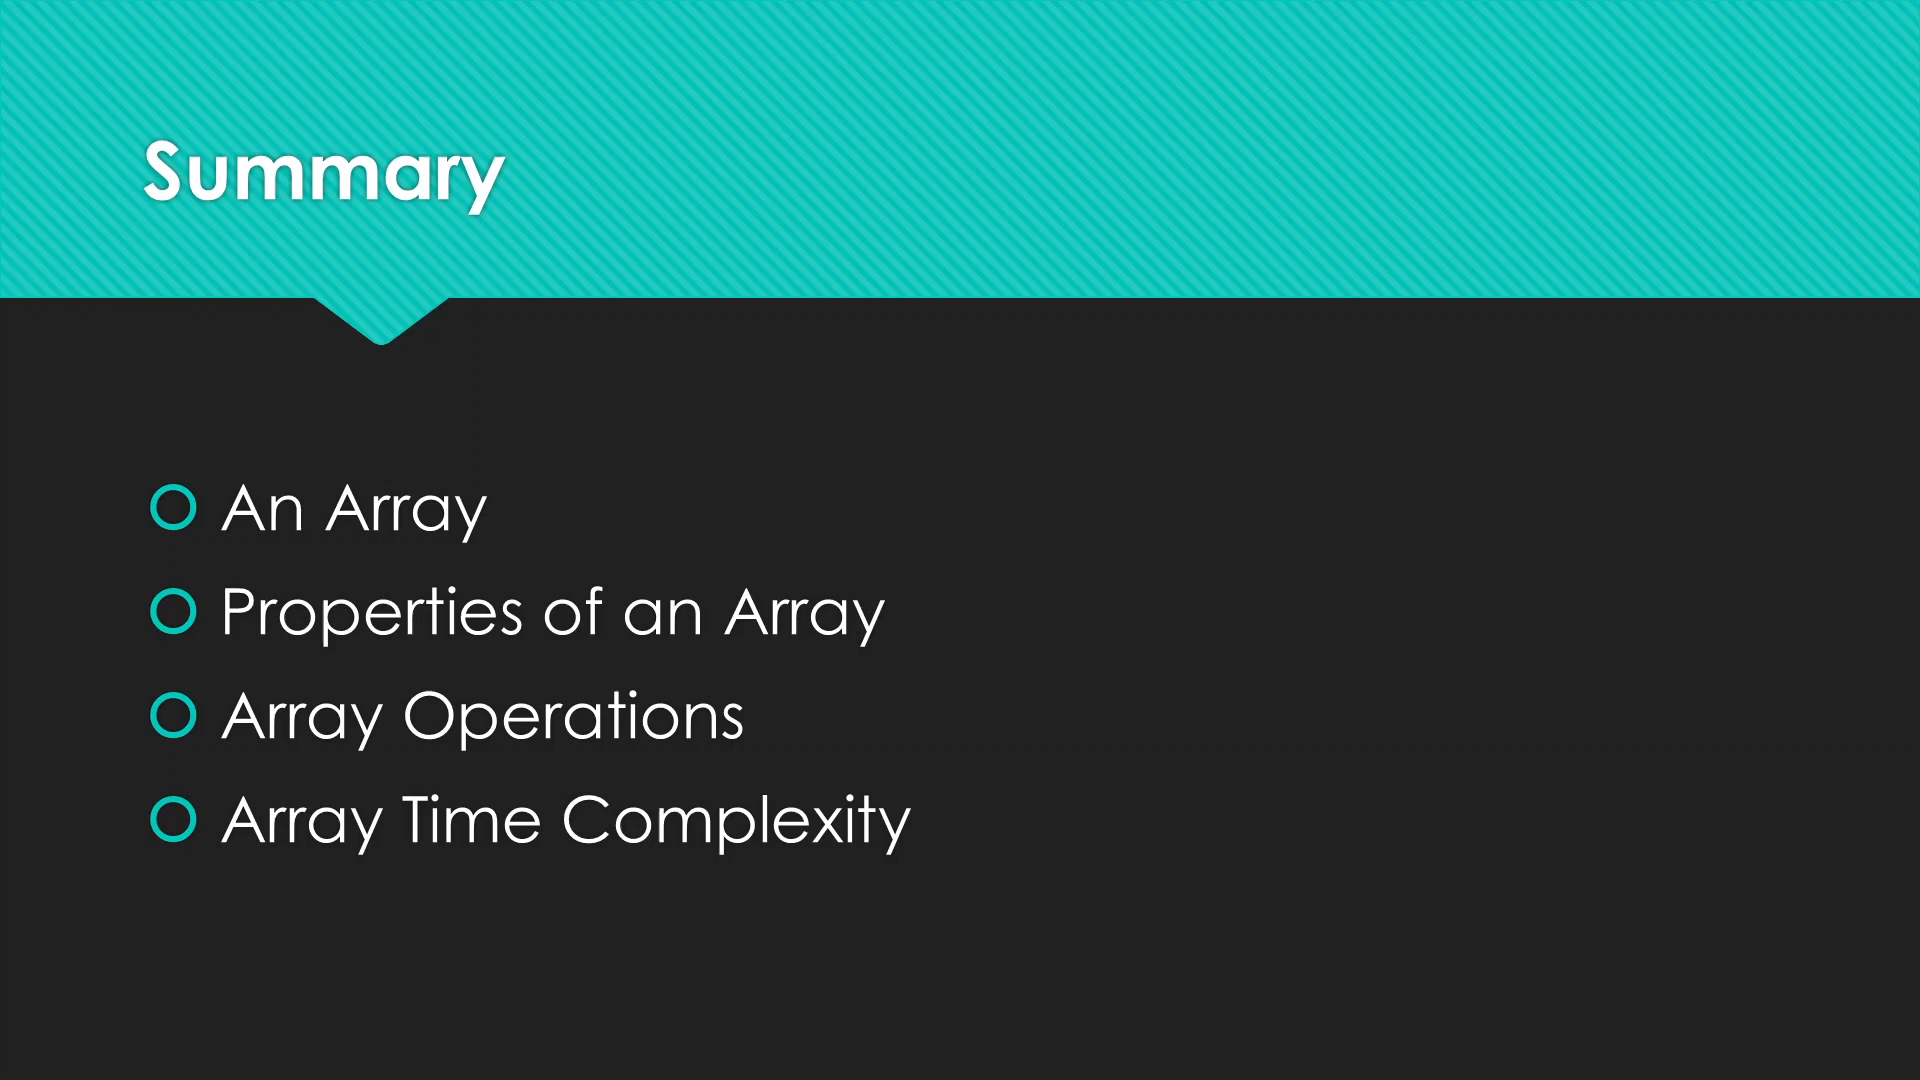 Summary
An Array
Properties of an Array
Array Operations
Array Time Complexity